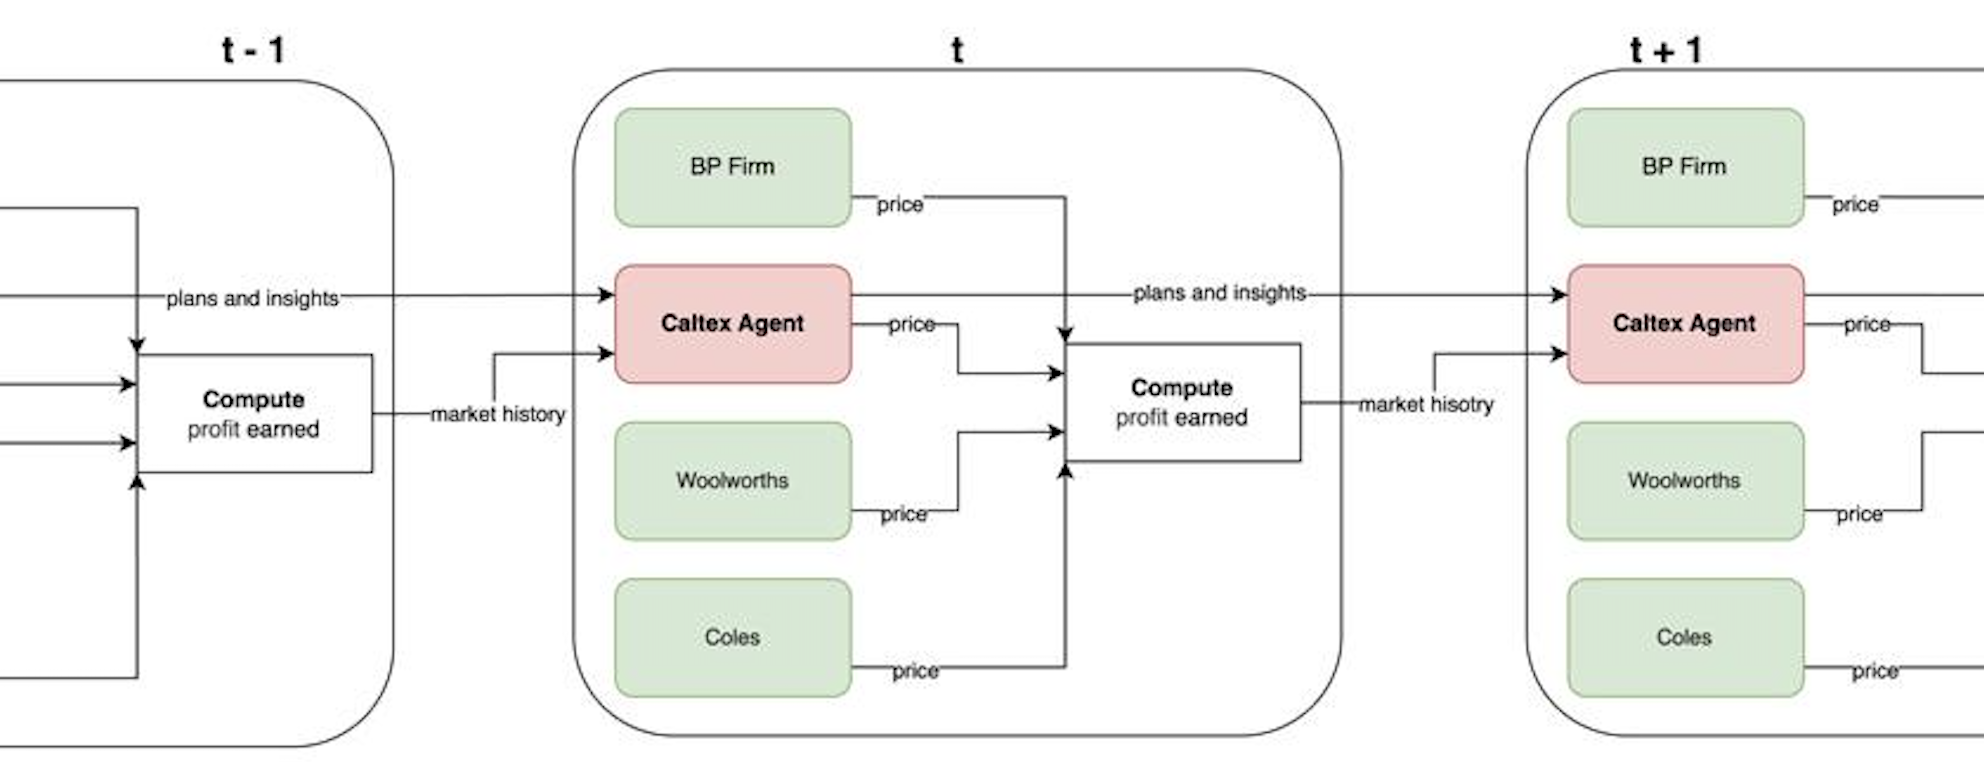 t - 1
plans and insights
Compute
profit earned
market history
t
BP Firm
price
Caltex Agent
plans and insights
price
Woolworths
price
Coles
price
Compute
profit earned
market hisotry
t + 1
BP Firm
price
Caltex Agent
price
Woolworths
price
Coles
price